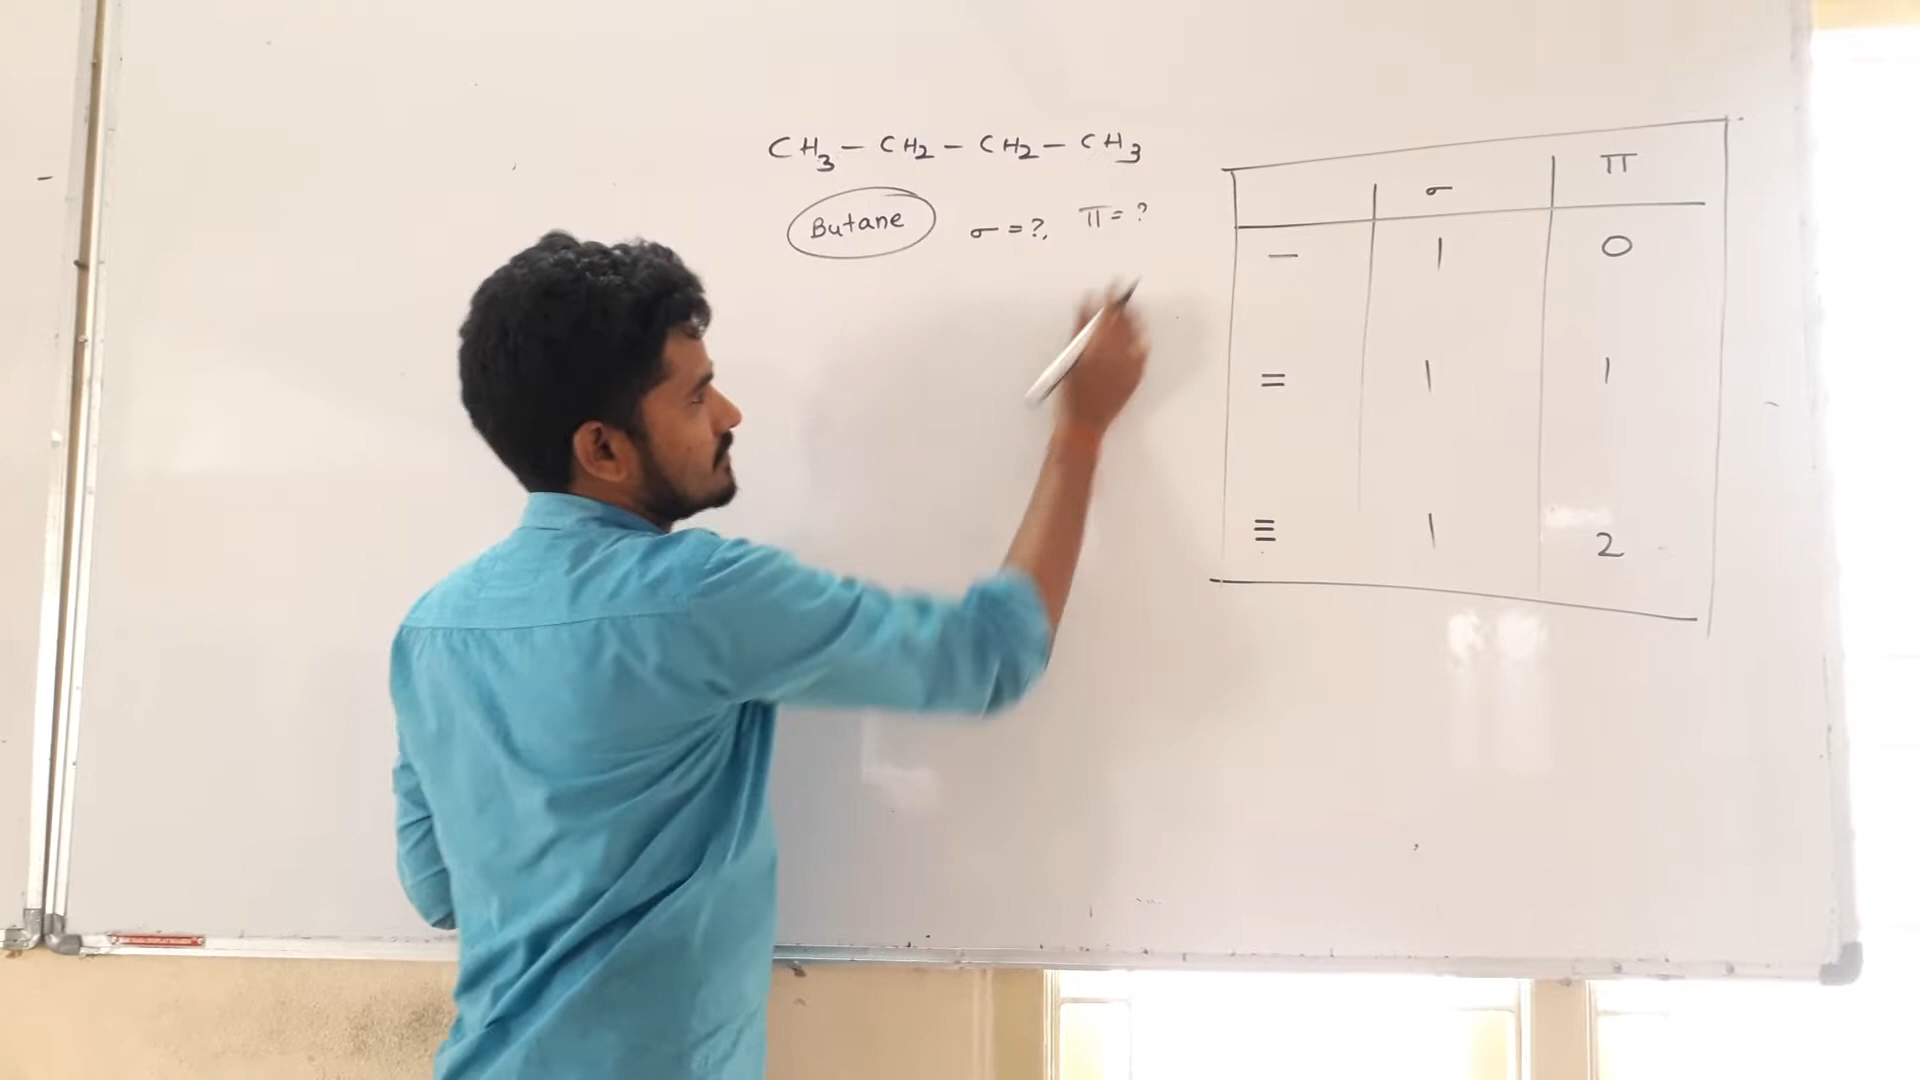 CH₃ – CH₂ – CH₂ – CH₃
Butane σ = ?, π = ?
σ π
– 1 0
= 1 1
≡ 1 2